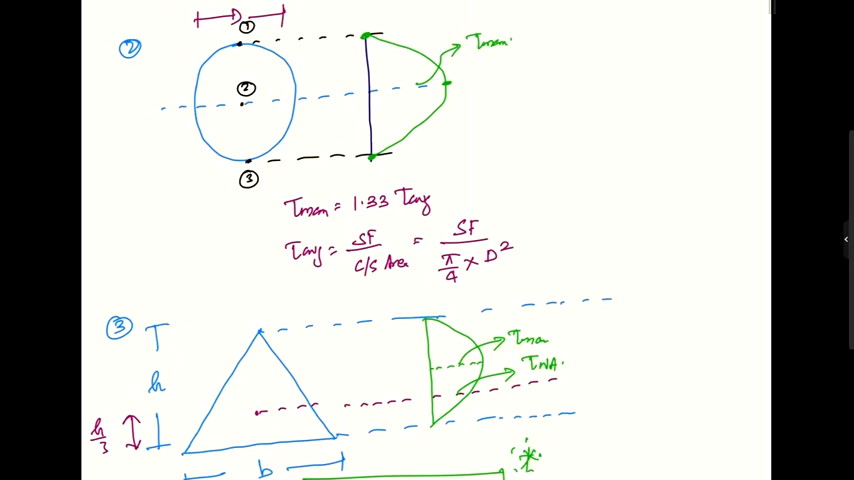 D
①
②
②
τmax.
③
τmax = 1.33 τavg
τavg = SF / C/S Area = SF / π/4 × D²
③
h
τmax
τNA.
h/3
b